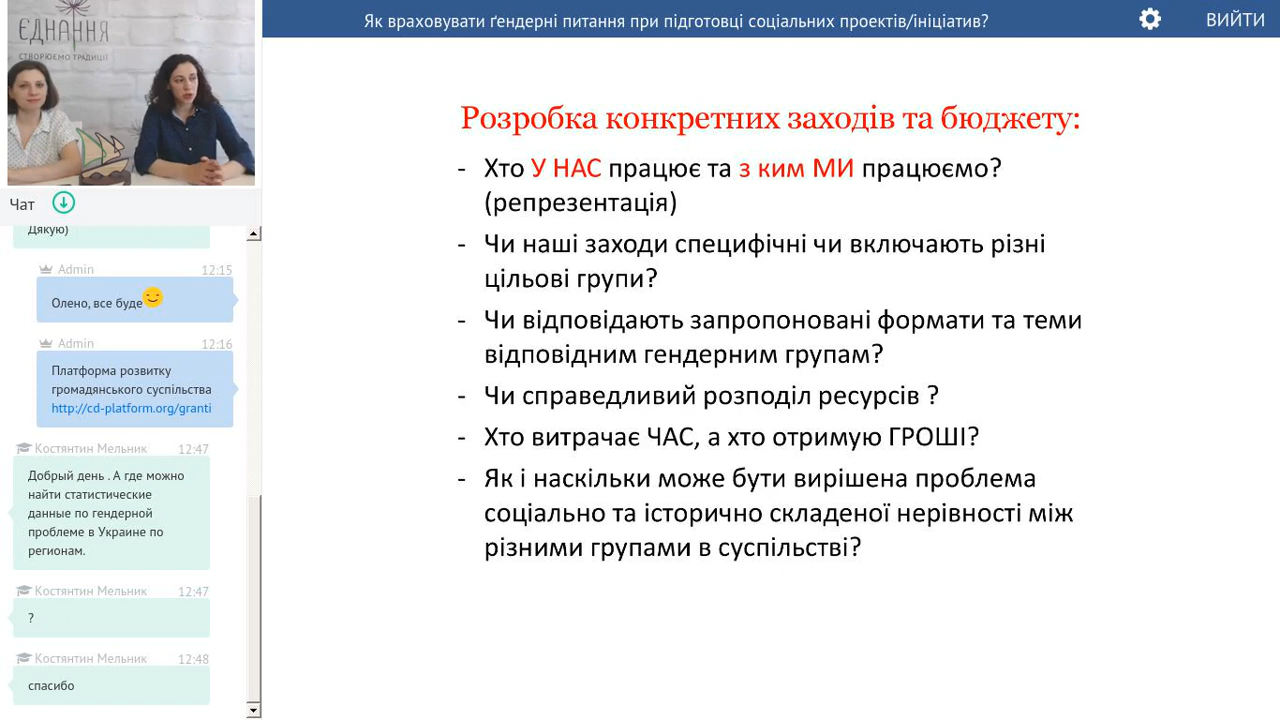 ЄДНАННЯ
СТВОРЮЄМО ТРАДИЦІЇ
Як враховувати ґендерні питання при підготовці соціальних проектів/ініціатив?
ВИЙТИ
Чат
Дякую)
Admin 12:15
Олено, все буде
Admin 12:16
Платформа розвитку
громадянського суспільства
http://cd-platform.org/granti
Костянтин Мельник 12:47
Добрый день . А где можно
найти статистические
данные по гендерной
проблеме в Украине по
регионам.
Костянтин Мельник 12:47
?
Костянтин Мельник 12:48
спасибо
Розробка конкретних заходів та бюджету:
- Хто У НАС працює та з ким МИ працюємо?
(репрезентація)
- Чи наші заходи специфічні чи включають різні
цільові групи?
- Чи відповідають запропоновані формати та теми
відповідним гендерним групам?
- Чи справедливий розподіл ресурсів ?
- Хто витрачає ЧАС, а хто отримую ГРОШІ?
- Як і наскільки може бути вирішена проблема
соціально та історично складеної нерівності між
різними групами в суспільстві?